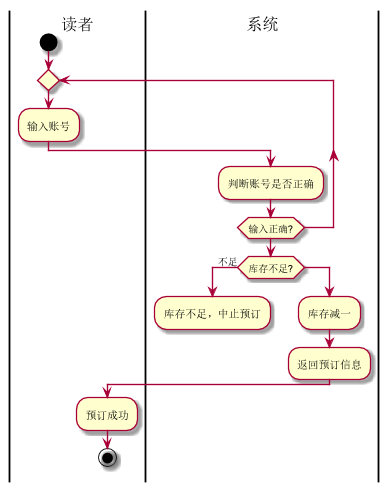 读者
系统
输入账号
判断账号是否正确
输入正确?
不足
库存不足?
库存不足，中止预订
库存减一
返回预订信息
预订成功